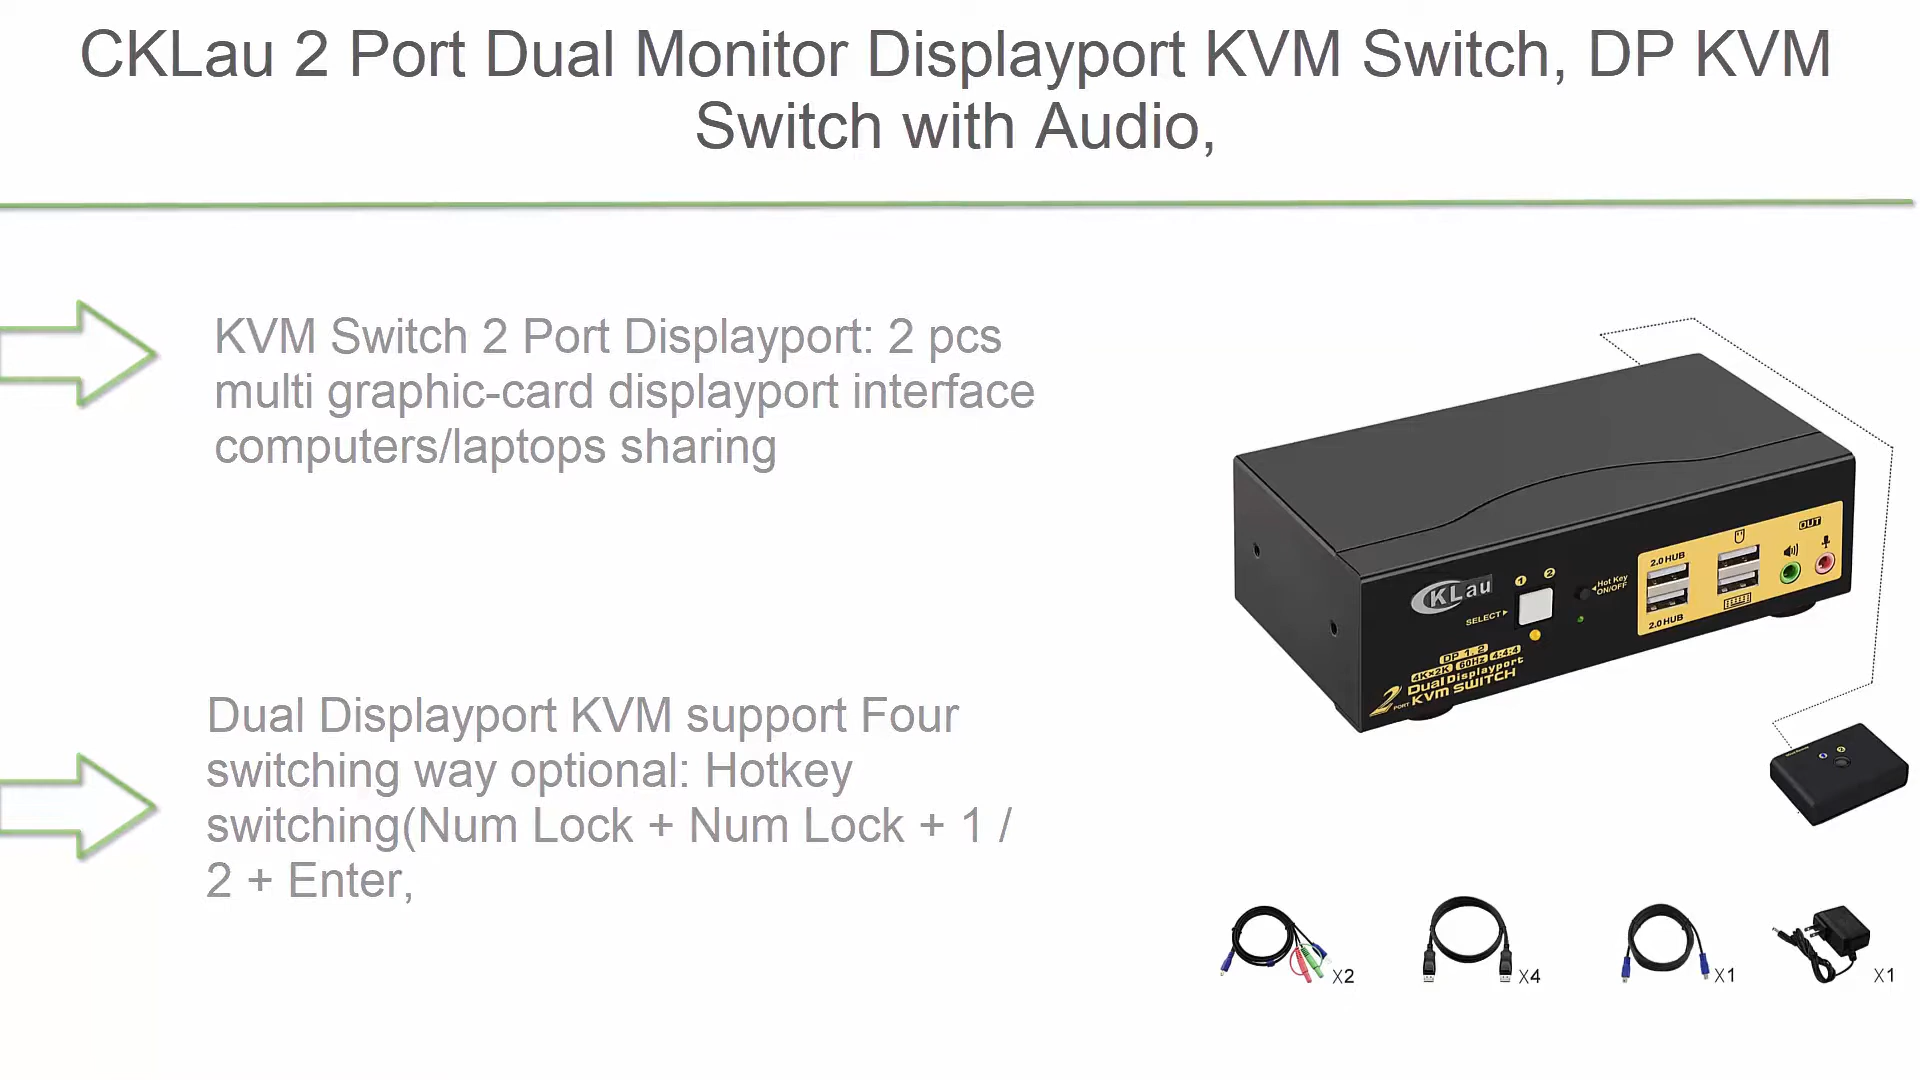 CKLau 2 Port Dual Monitor Displayport KVM Switch, DP KVM
Switch with Audio,
KVM Switch 2 Port Displayport: 2 pcs
multi graphic-card displayport interface
computers/laptops sharing
Dual Displayport KVM support Four
switching way optional: Hotkey
switching(Num Lock + Num Lock + 1 /
2 + Enter,
CKLau
SELECT
1 2
Hot Key
ON/OFF
2.0 HUB
2.0 HUB
OUT
DP 1.2
4K×2K 60Hz 4:4:4
Dual Displayport
2 PORT KVM SWITCH
X2
X4
X1
X1